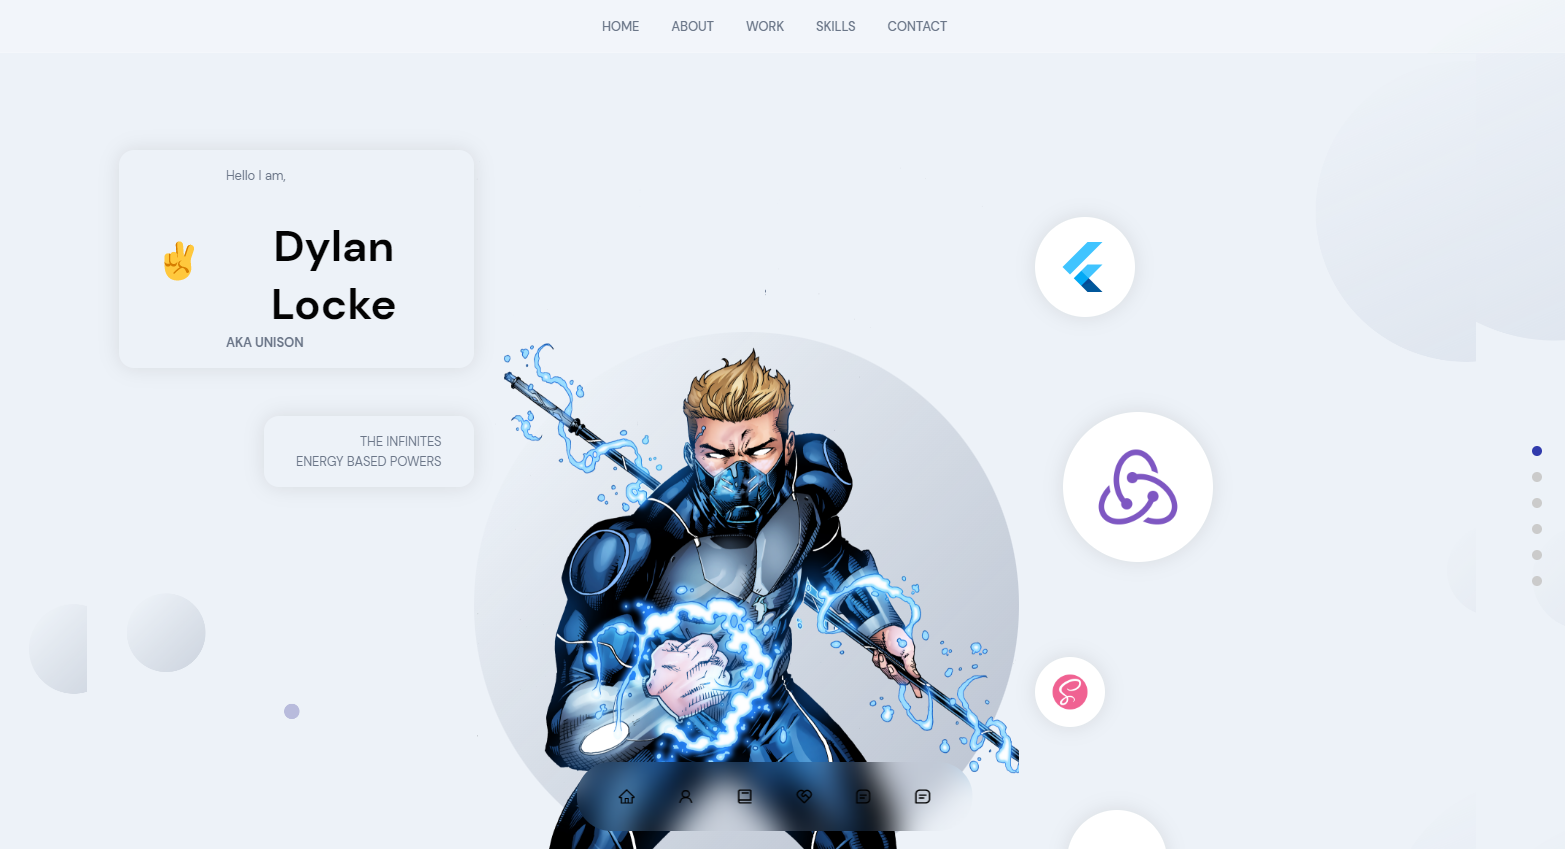 HOME ABOUT WORK SKILLS CONTACT
Hello I am,
Dylan
Locke
AKA UNISON
THE INFINITES
ENERGY BASED POWERS